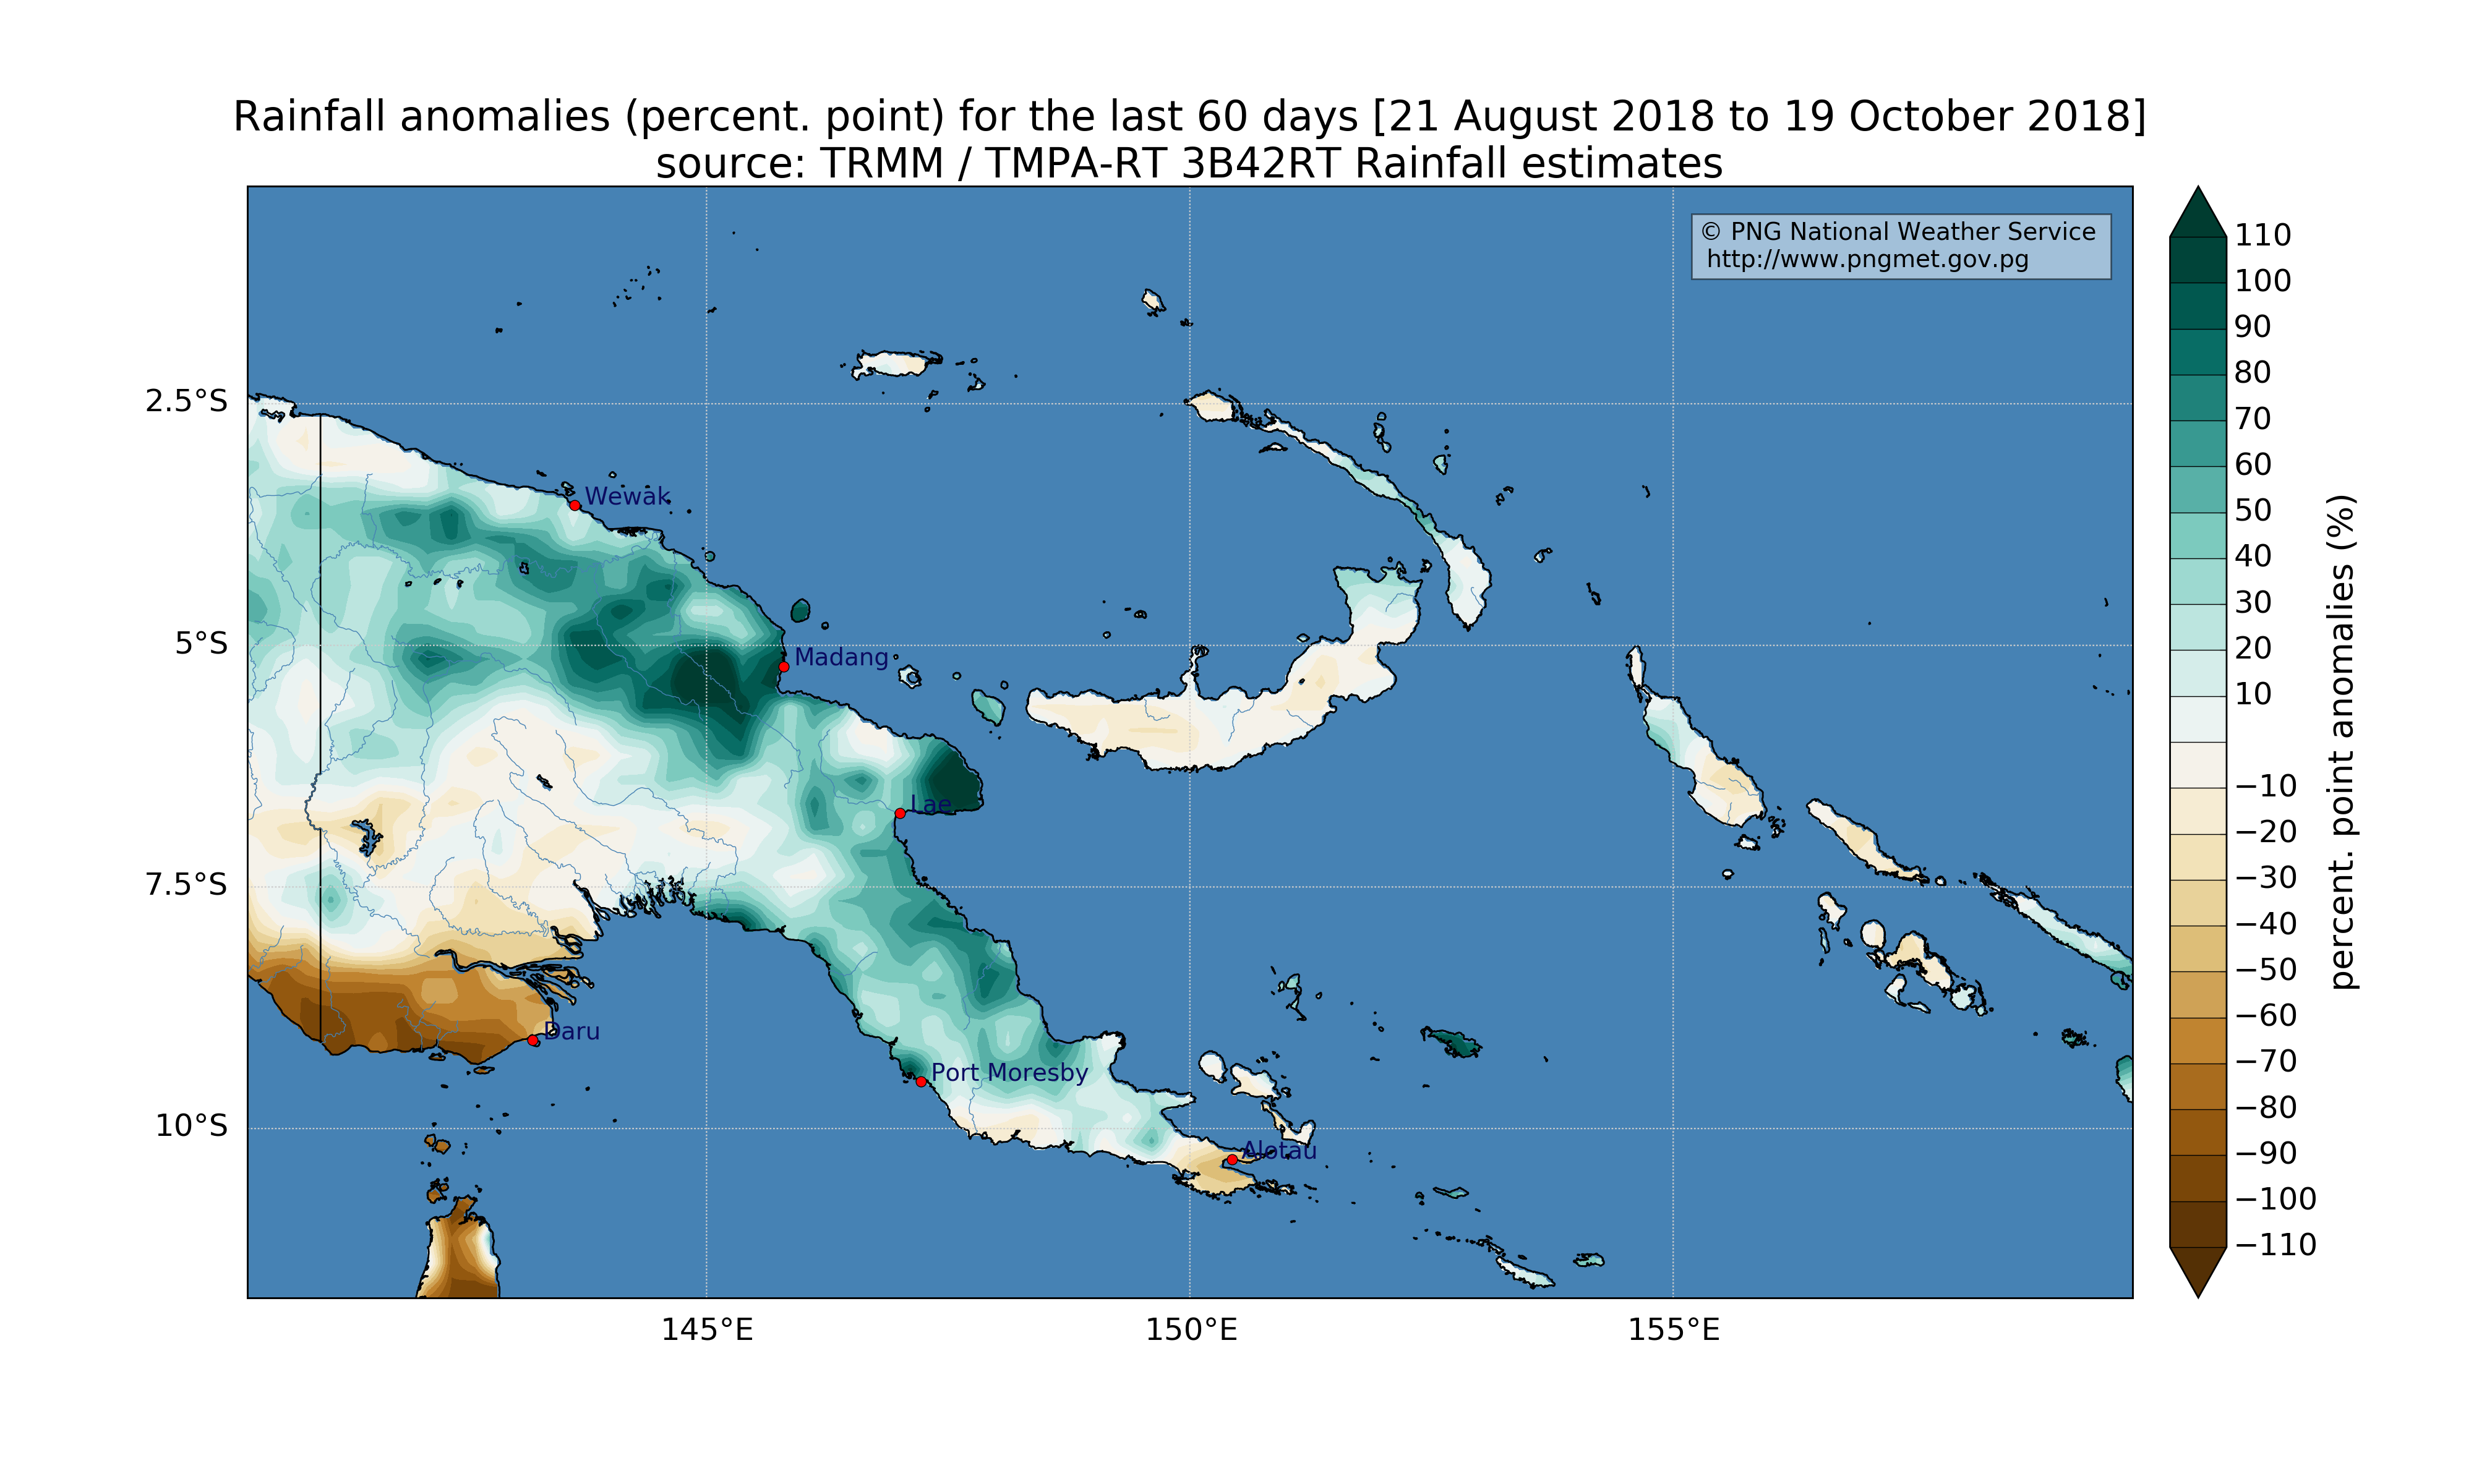 Rainfall anomalies (percent. point) for the last 60 days [21 August 2018 to 19 October 2018]
source: TRMM / TMPA-RT 3B42RT Rainfall estimates
© PNG National Weather Service
http://www.pngmet.gov.pg
2.5°S
5°S
7.5°S
10°S
Wewak
Madang
Lae
Daru
Port Moresby
Alotau
145°E
150°E
155°E
110
100
90
80
70
60
50
40
30
20
10
−10
−20
−30
−40
−50
−60
−70
−80
−90
−100
−110
percent. point anomalies (%)